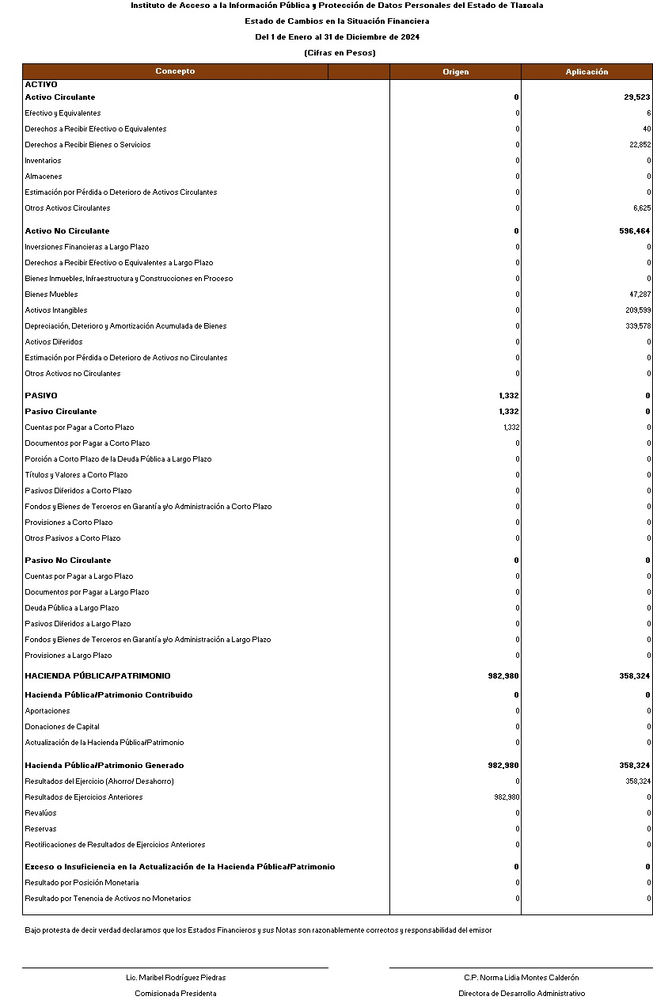 Instituto de Acceso a la Información Pública y Protección de Datos Personales del Estado de Tlaxcala
Estado de Cambios en la Situación Financiera
Del 1 de Enero al 31 de Diciembre de 2024
(Cifras en Pesos)
Concepto Origen Aplicación
ACTIVO
Activo Circulante 0 29,523
Efectivo y Equivalentes 0 6
Derechos a Recibir Efectivo o Equivalentes 0 40
Derechos a Recibir Bienes o Servicios 0 22,852
Inventarios 0 0
Almacenes 0 0
Estimación por Pérdida o Deterioro de Activos Circulantes 0 0
Otros Activos Circulantes 0 6,625
Activo No Circulante 0 596,464
Inversiones Financieras a Largo Plazo 0 0
Derechos a Recibir Efectivo o Equivalentes a Largo Plazo 0 0
Bienes Inmuebles, Infraestructura y Construcciones en Proceso 0 0
Bienes Muebles 0 47,287
Activos Intangibles 0 209,599
Depreciación, Deterioro y Amortización Acumulada de Bienes 0 339,578
Activos Diferidos 0 0
Estimación por Pérdida o Deterioro de Activos no Circulantes 0 0
Otros Activos no Circulantes 0 0
PASIVO 1,332 0
Pasivo Circulante 1,332 0
Cuentas por Pagar a Corto Plazo 1,332 0
Documentos por Pagar a Corto Plazo 0 0
Porción a Corto Plazo de la Deuda Pública a Largo Plazo 0 0
Títulos y Valores a Corto Plazo 0 0
Pasivos Diferidos a Corto Plazo 0 0
Fondos y Bienes de Terceros en Garantía y/o Administración a Corto Plazo 0 0
Provisiones a Corto Plazo 0 0
Otros Pasivos a Corto Plazo 0 0
Pasivo No Circulante 0 0
Cuentas por Pagar a Largo Plazo 0 0
Documentos por Pagar a Largo Plazo 0 0
Deuda Pública a Largo Plazo 0 0
Pasivos Diferidos a Largo Plazo 0 0
Fondos y Bienes de Terceros en Garantía y/o Administración a Largo Plazo 0 0
Provisiones a Largo Plazo 0 0
HACIENDA PÚBLICA/PATRIMONIO 982,980 358,324
Hacienda Pública/Patrimonio Contribuido 0 0
Aportaciones 0 0
Donaciones de Capital 0 0
Actualización de la Hacienda Pública/Patrimonio 0 0
Hacienda Pública/Patrimonio Generado 982,980 358,324
Resultados del Ejercicio (Ahorro/ Desahorro) 0 358,324
Resultados de Ejercicios Anteriores 982,980 0
Revalúos 0 0
Reservas 0 0
Rectificaciones de Resultados de Ejercicios Anteriores 0 0
Exceso o Insuficiencia en la Actualización de la Hacienda Pública/Patrimonio 0 0
Resultado por Posición Monetaria 0 0
Resultado por Tenencia de Activos no Monetarios 0 0
Bajo protesta de decir verdad declaramos que los Estados Financieros y sus Notas son razonablemente correctos y responsabilidad del emisor
Lic. Maribel Rodríguez Piedras C.P. Norma Lidia Montes Calderón
Comisionada Presidenta Directora de Desarrollo Administrativo